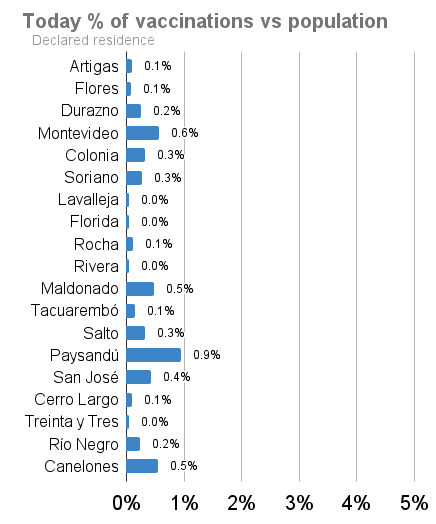 Today % of vaccinations vs population
Declared residence
Artigas 0.1%
Flores 0.1%
Durazno 0.2%
Montevideo 0.6%
Colonia 0.3%
Soriano 0.3%
Lavalleja 0.0%
Florida 0.0%
Rocha 0.1%
Rivera 0.0%
Maldonado 0.5%
Tacuarembó 0.1%
Salto 0.3%
Paysandú 0.9%
San José 0.4%
Cerro Largo 0.1%
Treinta y Tres 0.0%
Río Negro 0.2%
Canelones 0.5%
0% 1% 2% 3% 4% 5%